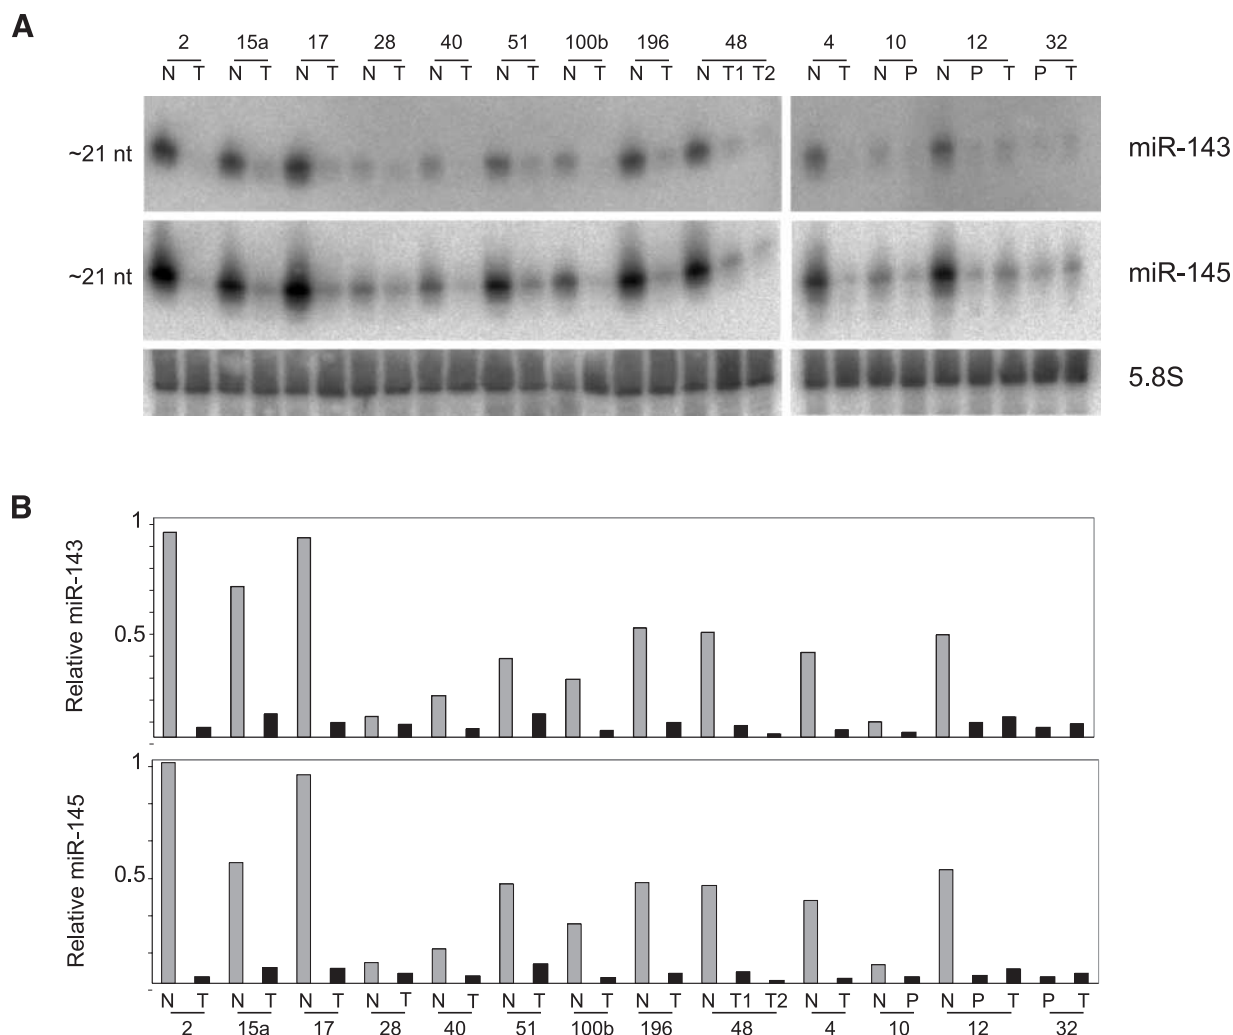 A
2 15a 17 28 40 51 100b 196 48 4 10 12 32
N T N T N T N T N T N T N T N T N T1 T2 N T N P N P T P T
~21 nt miR-143
~21 nt miR-145
5.8S
B
1
0.5
Relative miR-143
1
0.5
Relative miR-145
N T N T N T N T N T N T N T N T N T1 T2 N T N P N P T P T
2 15a 17 28 40 51 100b 196 48 4 10 12 32